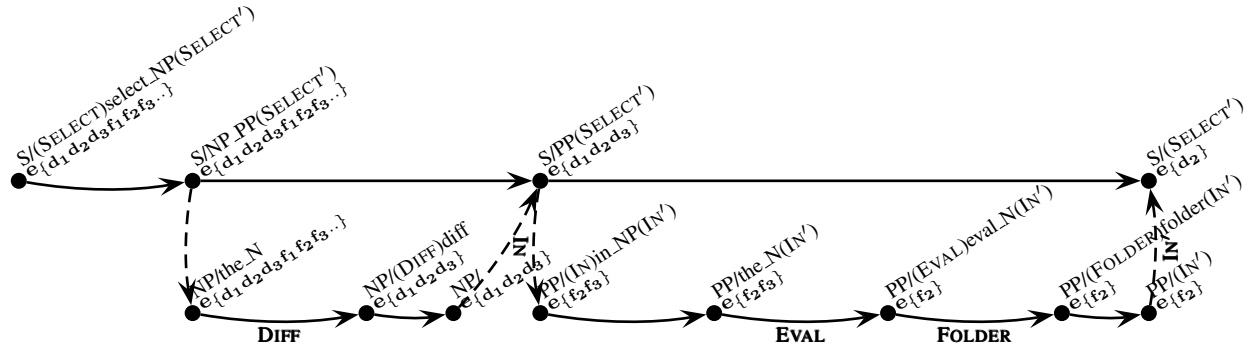 S/(SELECT)select_NP(SELECT′)
e{d1d2d3f1f2f3..}
S/NP_PP(SELECT′)
e{d1d2d3f1f2f3..}
S/PP(SELECT′)
e{d1d2d3}
S/(SELECT′)
e{d2}
NP/the_N
e{d1d2d3f1f2f3..}
NP/(DIFF)diff
e{d1d2d3}
NP/
e{d1d2d3}
IN
PP/(IN)in_NP(IN′)
e{f2f3}
PP/the_N(IN′)
e{f2f3}
PP/(EVAL)eval_N(IN′)
e{f2}
PP/(FOLDER)folder(IN′)
e{f2}
PP/(IN′)
e{f2}
IN′
DIFF
EVAL
FOLDER